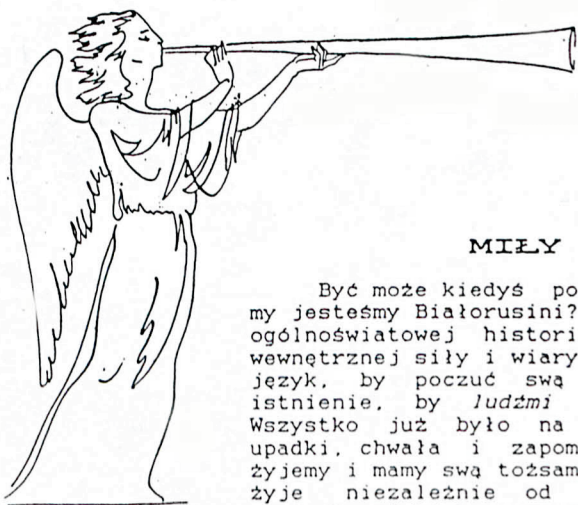 MIŁY
Być może kiedyś po
my jesteśmy Białorusini?
ogólnoświatowej histori
wewnętrznej siły i wiary
język, by poczuć swą
istnienie, by ludźmi
Wszystko już było na
upadki, chwała i zapom
żyjemy i mamy swą tożsam
żyje niezależnie od